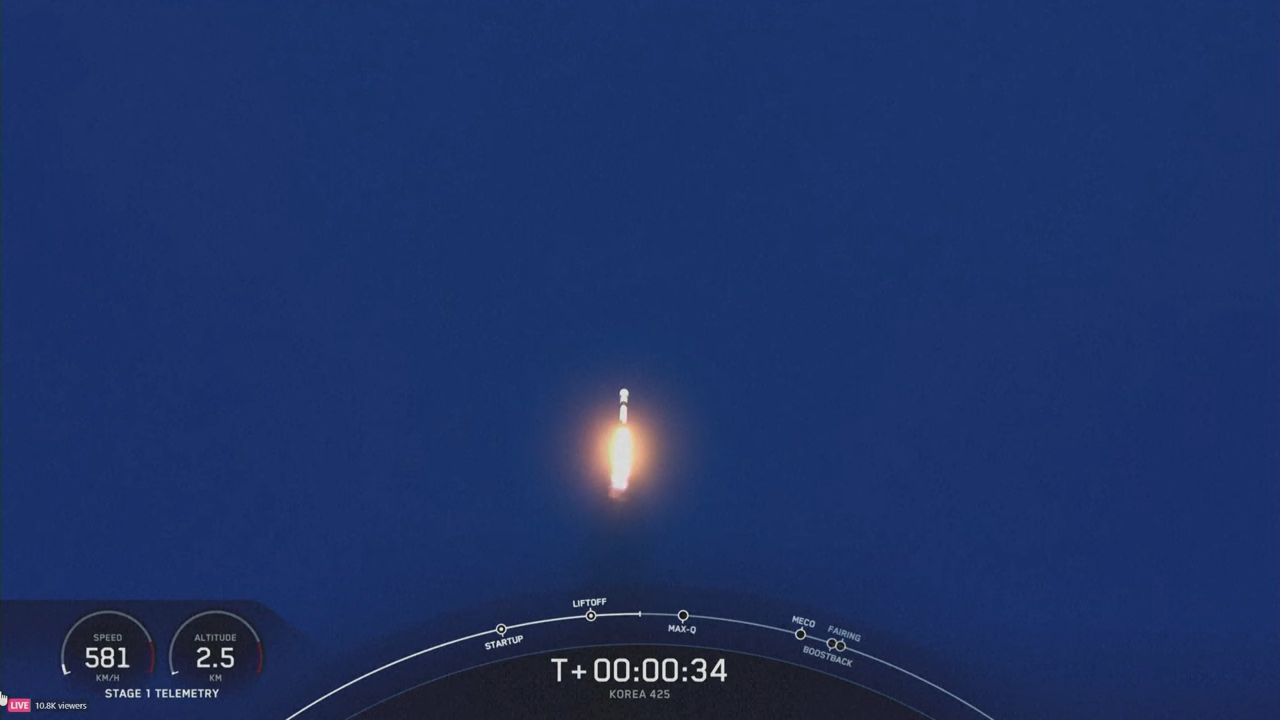 LIFTOFF
STARTUP
MAX-Q
MECO
FAIRING
BOOSTBACK
SPEED
581
KM/H
ALTITUDE
2.5
KM
STAGE 1 TELEMETRY
T+00:00:34
KOREA 425
LIVE 10.8K viewers